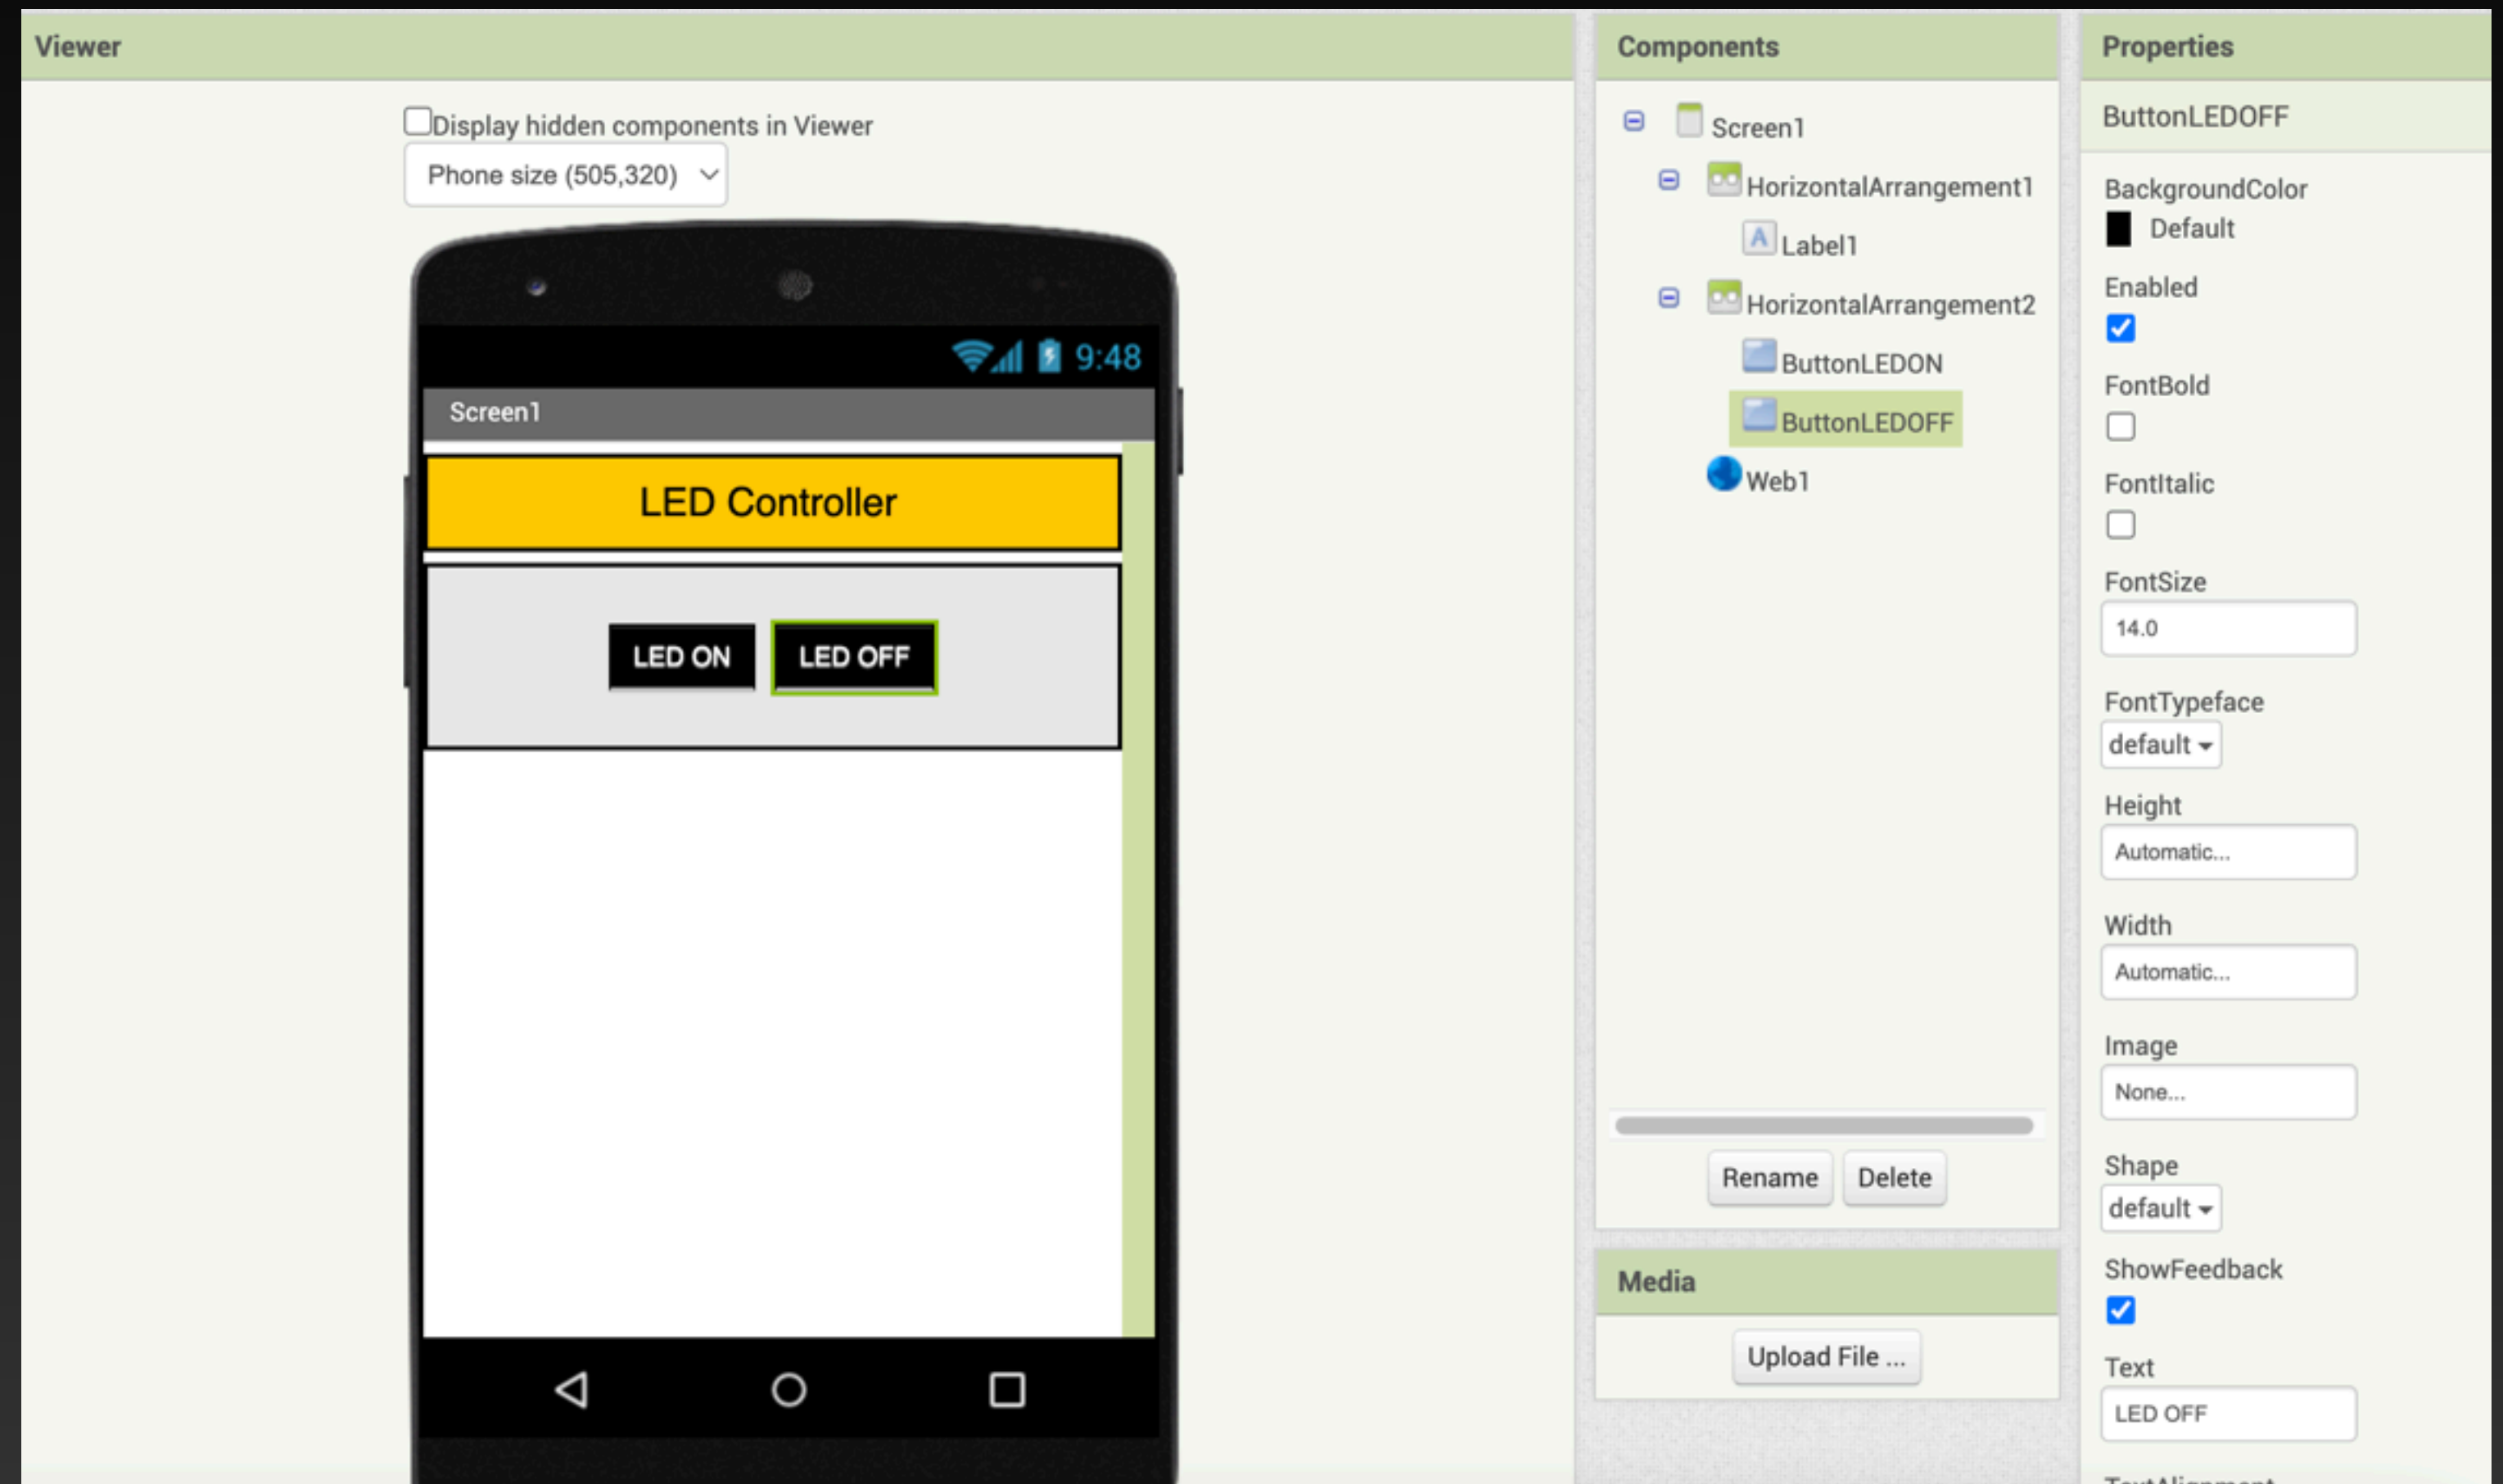 Viewer
Display hidden components in Viewer
Phone size (505,320)
9:48
Screen1
LED Controller
LED ON
LED OFF
Components
Screen1
HorizontalArrangement1
A Label1
HorizontalArrangement2
ButtonLEDON
ButtonLEDOFF
Web1
Rename
Delete
Media
Upload File ...
Properties
ButtonLEDOFF
BackgroundColor
Default
Enabled
FontBold
FontItalic
FontSize
14.0
FontTypeface
default
Height
Automatic...
Width
Automatic...
Image
None...
Shape
default
ShowFeedback
Text
LED OFF